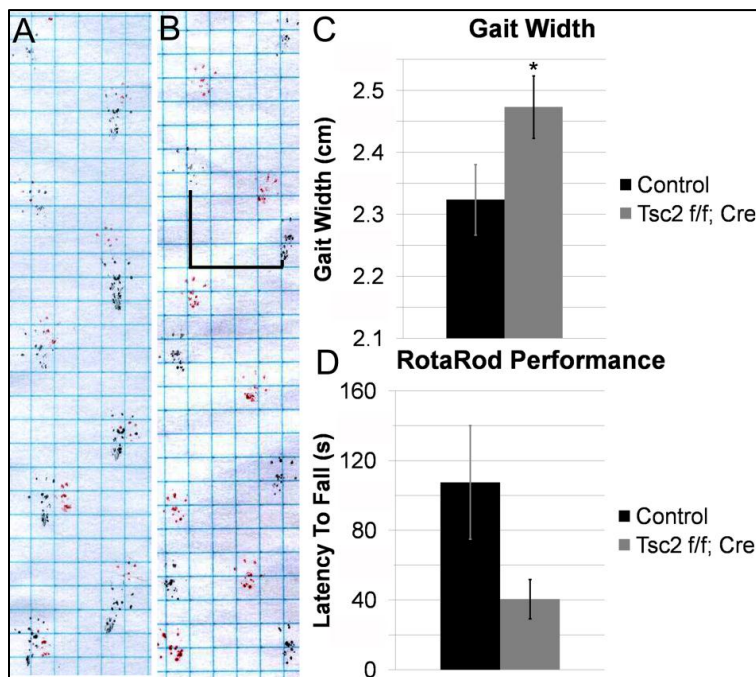 A
B
C
Gait Width
*
Gait Width (cm)
2.5
2.4
2.3
2.2
2.1
Control
Tsc2 f/f; Cre
D
RotaRod Performance
Latency To Fall (s)
160
120
80
40
0
Control
Tsc2 f/f; Cre